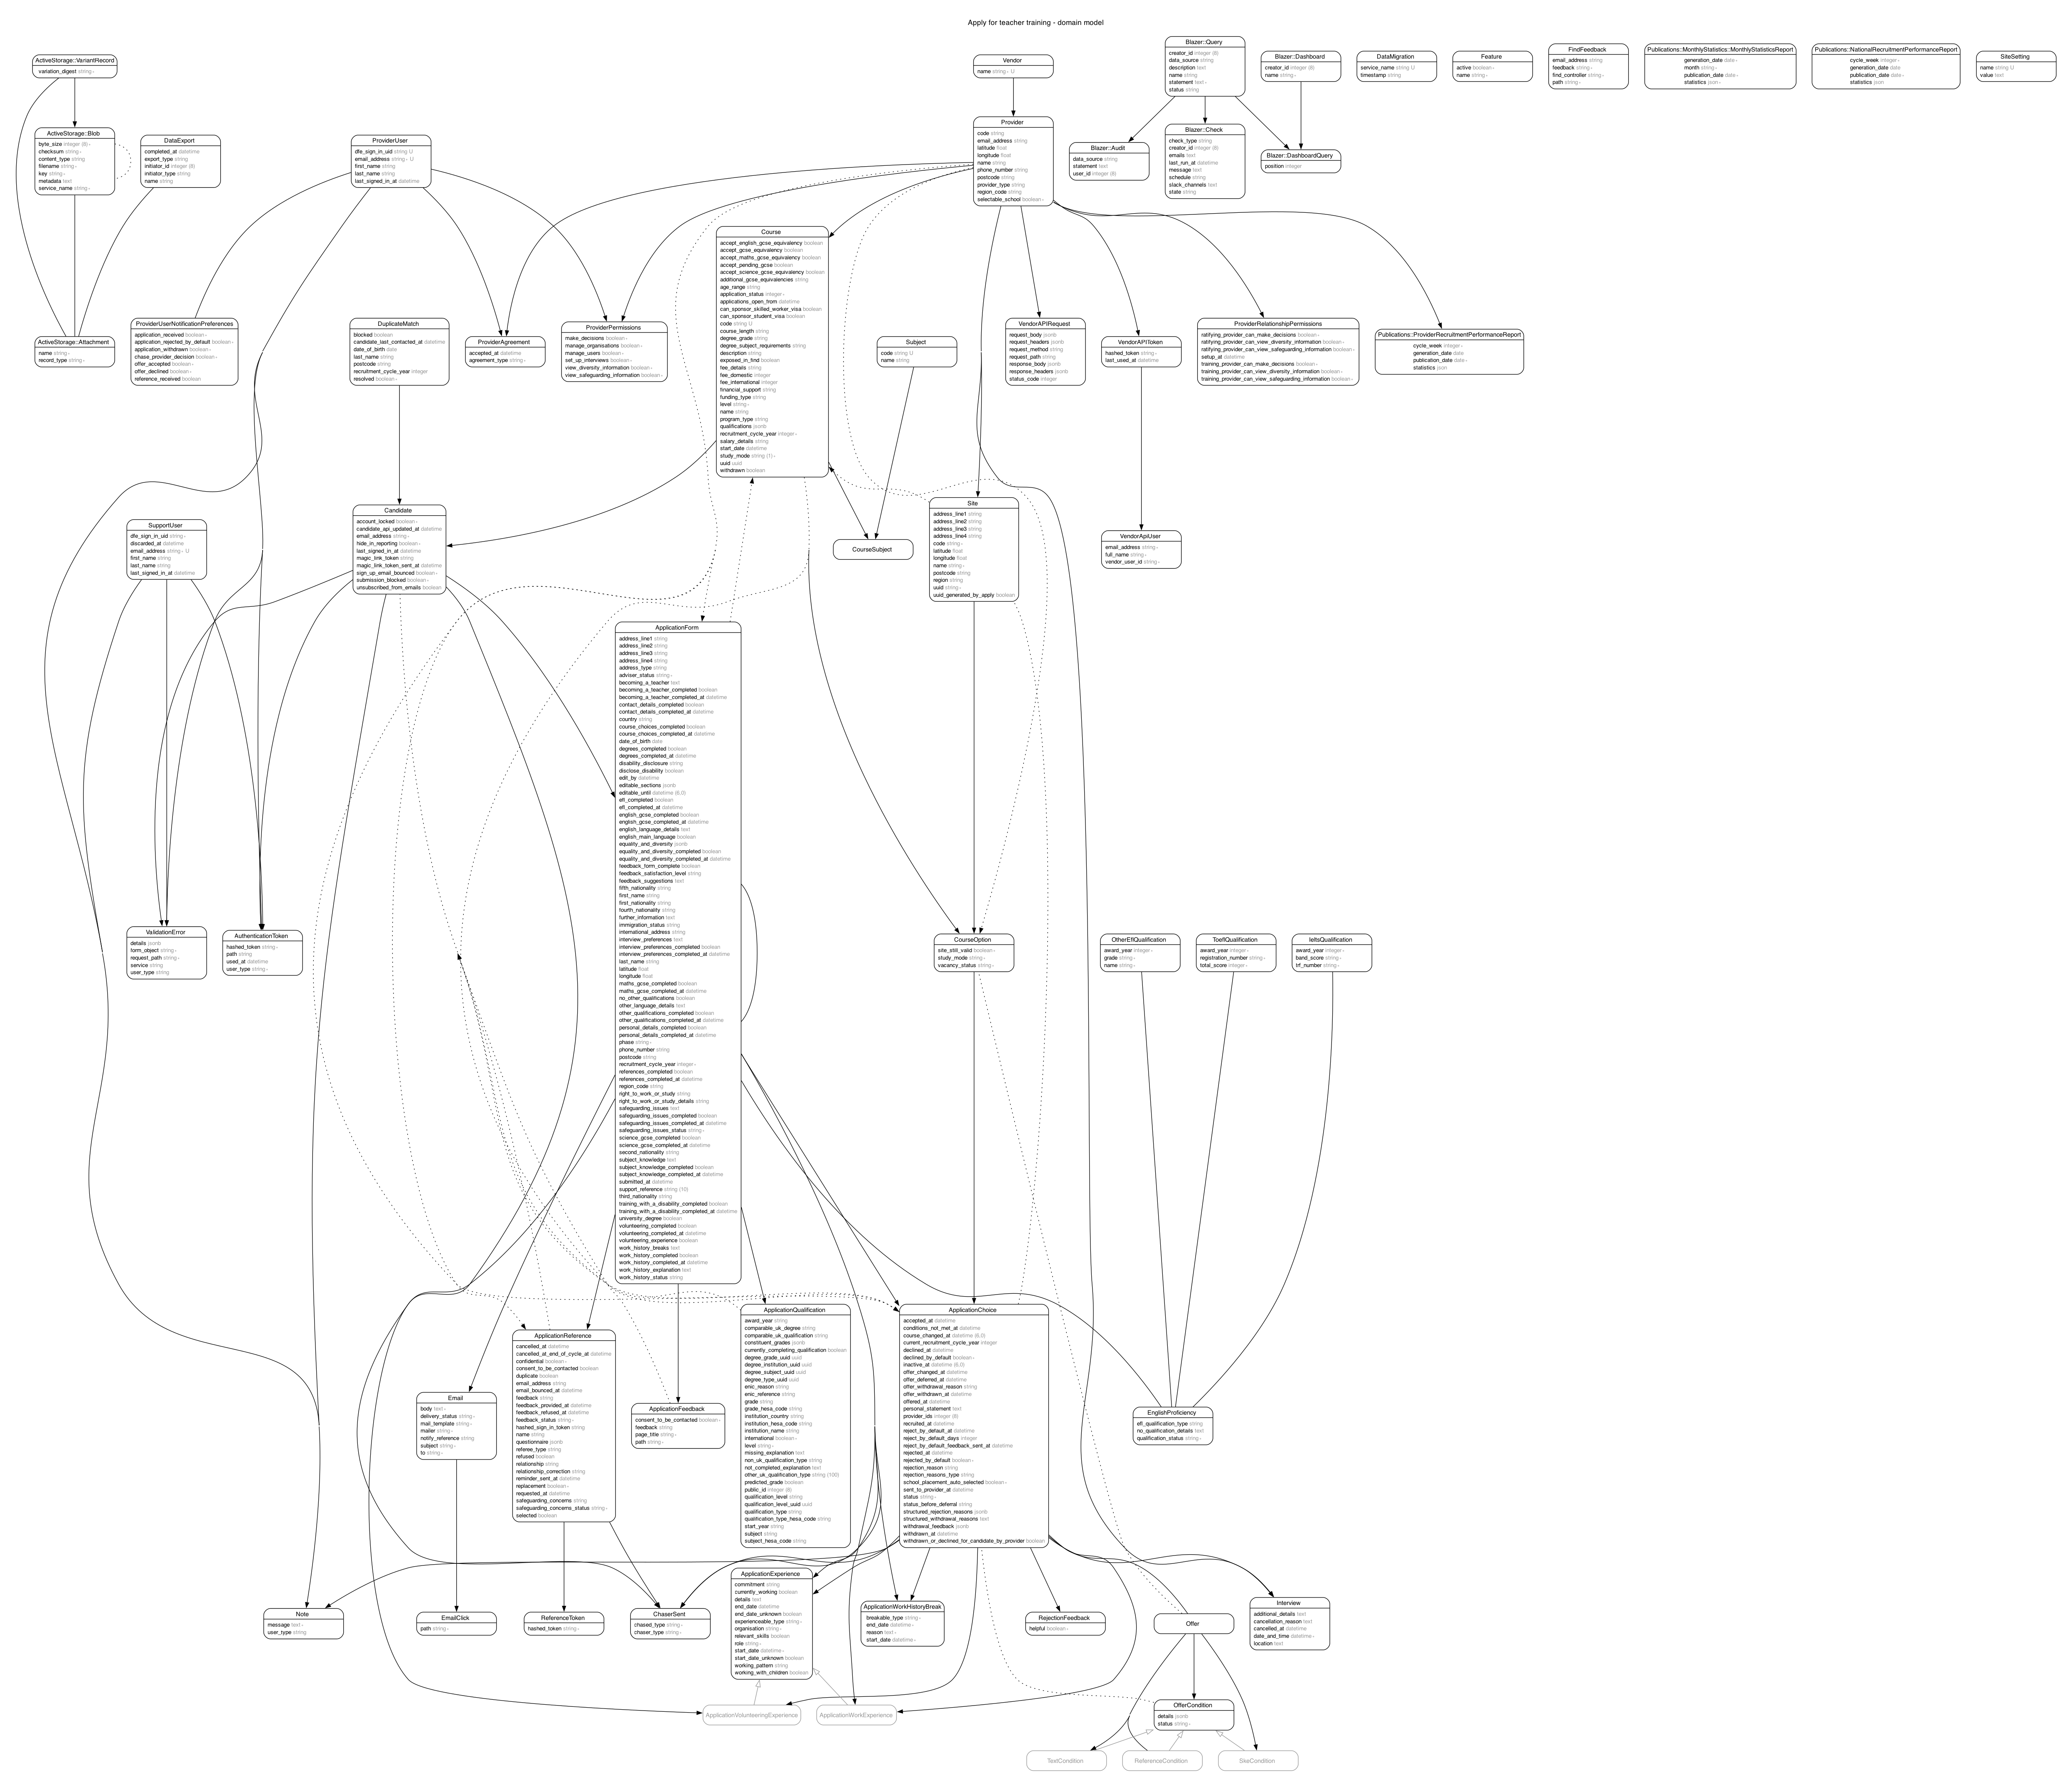 Apply for teacher training - domain model
ActiveStorage::VariantRecord
variation_digest string ∗
Vendor
name string ∗ U
Blazer::Query
creator_id integer (8)
data_source string
description text
name string
statement text ∗
status string
Blazer::Dashboard
creator_id integer (8)
name string ∗
DataMigration
service_name string U
timestamp string
Feature
active boolean ∗
name string ∗
FindFeedback
email_address string
feedback string ∗
find_controller string ∗
path string ∗
Publications::MonthlyStatistics::MonthlyStatisticsReport
generation_date date ∗
month string ∗
publication_date date ∗
statistics json ∗
Publications::NationalRecruitmentPerformanceReport
cycle_week integer ∗
generation_date date
publication_date date ∗
statistics json
SiteSetting
name string U
value text
ActiveStorage::Blob
byte_size integer (8) ∗
checksum string ∗
content_type string
filename string ∗
key string ∗
metadata text
service_name string ∗
DataExport
completed_at datetime
export_type string
initiator_id integer (8)
initiator_type string
name string
ProviderUser
dfe_sign_in_uid string U
email_address string ∗ U
first_name string
last_name string
last_signed_in_at datetime
Provider
code string
email_address string
latitude float
longitude float
name string
phone_number string
postcode string
provider_type string
region_code string
selectable_school boolean ∗
Blazer::Audit
data_source string
statement text
user_id integer (8)
Blazer::Check
check_type string
creator_id integer (8)
emails text
last_run_at datetime
message text
schedule string
slack_channels text
state string
Blazer::DashboardQuery
position integer
Course
accept_english_gcse_equivalency boolean
accept_gcse_equivalency boolean
accept_maths_gcse_equivalency boolean
accept_pending_gcse boolean
accept_science_gcse_equivalency boolean
additional_gcse_equivalencies string
age_range string
application_status integer ∗
applications_open_from datetime
can_sponsor_skilled_worker_visa boolean
can_sponsor_student_visa boolean
code string U
course_length string
degree_grade string
degree_subject_requirements string
description string
exposed_in_find boolean
fee_details string
fee_domestic integer
fee_international integer
financial_support string
funding_type string
level string ∗
name string
program_type string
qualifications jsonb
recruitment_cycle_year integer ∗
salary_details string
start_date datetime
study_mode string (1) ∗
uuid uuid
withdrawn boolean
ActiveStorage::Attachment
name string ∗
record_type string ∗
ProviderUserNotificationPreferences
application_received boolean ∗
application_rejected_by_default boolean ∗
application_withdrawn boolean ∗
chase_provider_decision boolean ∗
offer_accepted boolean ∗
offer_declined boolean ∗
reference_received boolean
DuplicateMatch
blocked boolean
candidate_last_contacted_at datetime
date_of_birth date
last_name string
postcode string
recruitment_cycle_year integer
resolved boolean ∗
ProviderAgreement
accepted_at datetime
agreement_type string ∗
ProviderPermissions
make_decisions boolean ∗
manage_organisations boolean ∗
manage_users boolean ∗
set_up_interviews boolean ∗
view_diversity_information boolean ∗
view_safeguarding_information boolean ∗
Subject
code string U
name string
VendorAPIRequest
request_body jsonb
request_headers jsonb
request_method string
request_path string
response_body jsonb
response_headers jsonb
status_code integer
VendorAPIToken
hashed_token string ∗
last_used_at datetime
ProviderRelationshipPermissions
ratifying_provider_can_make_decisions boolean ∗
ratifying_provider_can_view_diversity_information boolean ∗
ratifying_provider_can_view_safeguarding_information boolean ∗
setup_at datetime
training_provider_can_make_decisions boolean ∗
training_provider_can_view_diversity_information boolean ∗
training_provider_can_view_safeguarding_information boolean ∗
Publications::ProviderRecruitmentPerformanceReport
cycle_week integer ∗
generation_date date
publication_date date ∗
statistics json
SupportUser
dfe_sign_in_uid string ∗
discarded_at datetime
email_address string ∗ U
first_name string
last_name string
last_signed_in_at datetime
Candidate
account_locked boolean ∗
candidate_api_updated_at datetime
email_address string ∗
hide_in_reporting boolean ∗
last_signed_in_at datetime
magic_link_token string
magic_link_token_sent_at datetime
sign_up_email_bounced boolean ∗
submission_blocked boolean ∗
unsubscribed_from_emails boolean
CourseSubject
Site
address_line1 string
address_line2 string
address_line3 string
address_line4 string
code string ∗
latitude float
longitude float
name string ∗
postcode string
region string
uuid string ∗
uuid_generated_by_apply boolean
VendorApiUser
email_address string ∗
full_name string ∗
vendor_user_id string ∗
ApplicationForm
address_line1 string
address_line2 string
address_line3 string
address_line4 string
address_type string
adviser_status string ∗
becoming_a_teacher text
becoming_a_teacher_completed boolean
becoming_a_teacher_completed_at datetime
contact_details_completed boolean
contact_details_completed_at datetime
country string
course_choices_completed boolean
course_choices_completed_at datetime
date_of_birth date
degrees_completed boolean
degrees_completed_at datetime
disability_disclosure string
disclose_disability boolean
edit_by datetime
editable_sections jsonb
editable_until datetime (6,0)
efl_completed boolean
efl_completed_at datetime
english_gcse_completed boolean
english_gcse_completed_at datetime
english_language_details text
english_main_language boolean
equality_and_diversity jsonb
equality_and_diversity_completed boolean
equality_and_diversity_completed_at datetime
feedback_form_complete boolean
feedback_satisfaction_level string
feedback_suggestions text
fifth_nationality string
first_name string
first_nationality string
fourth_nationality string
further_information text
immigration_status string
international_address string
interview_preferences text
interview_preferences_completed boolean
interview_preferences_completed_at datetime
last_name string
latitude float
longitude float
maths_gcse_completed boolean
maths_gcse_completed_at datetime
no_other_qualifications boolean
other_language_details text
other_qualifications_completed boolean
other_qualifications_completed_at datetime
personal_details_completed boolean
personal_details_completed_at datetime
phase string ∗
phone_number string
postcode string
recruitment_cycle_year integer ∗
references_completed boolean
references_completed_at datetime
region_code string
right_to_work_or_study string
right_to_work_or_study_details string
safeguarding_issues text
safeguarding_issues_completed boolean
safeguarding_issues_completed_at datetime
safeguarding_issues_status string ∗
science_gcse_completed boolean
science_gcse_completed_at datetime
second_nationality string
subject_knowledge text
subject_knowledge_completed boolean
subject_knowledge_completed_at datetime
submitted_at datetime
support_reference string (10)
third_nationality string
training_with_a_disability_completed boolean
training_with_a_disability_completed_at datetime
university_degree boolean
volunteering_completed boolean
volunteering_completed_at datetime
volunteering_experience boolean
work_history_breaks text
work_history_completed boolean
work_history_completed_at datetime
work_history_explanation text
work_history_status string
ValidationError
details jsonb
form_object string ∗
request_path string ∗
service string
user_type string
AuthenticationToken
hashed_token string ∗
path string
used_at datetime
user_type string ∗
CourseOption
site_still_valid boolean ∗
study_mode string ∗
vacancy_status string ∗
OtherEflQualification
award_year integer ∗
grade string ∗
name string ∗
ToeflQualification
award_year integer ∗
registration_number string ∗
total_score integer ∗
IeltsQualification
award_year integer ∗
band_score string ∗
trf_number string ∗
ApplicationReference
cancelled_at datetime
cancelled_at_end_of_cycle_at datetime
confidential boolean ∗
consent_to_be_contacted boolean
duplicate boolean
email_address string
email_bounced_at datetime
feedback string
feedback_provided_at datetime
feedback_refused_at datetime
feedback_status string ∗
hashed_sign_in_token string
name string
questionnaire jsonb
referee_type string
refused boolean
relationship string
relationship_correction string
reminder_sent_at datetime
replacement boolean ∗
requested_at datetime
safeguarding_concerns string
safeguarding_concerns_status string ∗
selected boolean
Email
body text ∗
delivery_status string ∗
mail_template string ∗
mailer string ∗
notify_reference string
subject string ∗
to string ∗
ApplicationFeedback
consent_to_be_contacted boolean ∗
feedback string
page_title string ∗
path string ∗
ApplicationQualification
award_year string
comparable_uk_degree string
comparable_uk_qualification string
constituent_grades jsonb
currently_completing_qualification boolean
degree_grade_uuid uuid
degree_institution_uuid uuid
degree_subject_uuid uuid
degree_type_uuid uuid
enic_reason string
enic_reference string
grade string
grade_hesa_code string
institution_country string
institution_hesa_code string
institution_name string
international boolean ∗
level string ∗
missing_explanation text
non_uk_qualification_type string
not_completed_explanation text
other_uk_qualification_type string (100)
predicted_grade boolean
public_id integer (8)
qualification_level string
qualification_level_uuid uuid
qualification_type string
qualification_type_hesa_code string
start_year string
subject string
subject_hesa_code string
ApplicationChoice
accepted_at datetime
conditions_not_met_at datetime
course_changed_at datetime (6,0)
current_recruitment_cycle_year integer
declined_at datetime
declined_by_default boolean ∗
inactive_at datetime (6,0)
offer_changed_at datetime
offer_deferred_at datetime
offer_withdrawal_reason string
offer_withdrawn_at datetime
offered_at datetime
personal_statement text
provider_ids integer (8)
recruited_at datetime
reject_by_default_at datetime
reject_by_default_days integer
reject_by_default_feedback_sent_at datetime
rejected_at datetime
rejected_by_default boolean ∗
rejection_reason string
rejection_reasons_type string
school_placement_auto_selected boolean ∗
sent_to_provider_at datetime
status string ∗
status_before_deferral string
structured_rejection_reasons jsonb
structured_withdrawal_reasons text
withdrawal_feedback jsonb
withdrawn_at datetime
withdrawn_or_declined_for_candidate_by_provider boolean
EnglishProficiency
efl_qualification_type string
no_qualification_details text
qualification_status string ∗
Note
message text ∗
user_type string
EmailClick
path string ∗
ReferenceToken
hashed_token string ∗
ChaserSent
chased_type string ∗
chaser_type string ∗
ApplicationExperience
commitment string
currently_working boolean
details text
end_date datetime
end_date_unknown boolean
experienceable_type string ∗
organisation string ∗
relevant_skills boolean
role string ∗
start_date datetime ∗
start_date_unknown boolean
working_pattern string
working_with_children boolean
ApplicationWorkHistoryBreak
breakable_type string ∗
end_date datetime ∗
reason text ∗
start_date datetime ∗
RejectionFeedback
helpful boolean ∗
Offer
Interview
additional_details text
cancellation_reason text
cancelled_at datetime
date_and_time datetime ∗
location text
ApplicationVolunteeringExperience
ApplicationWorkExperience
OfferCondition
details jsonb
status string ∗
TextCondition
ReferenceCondition
SkeCondition